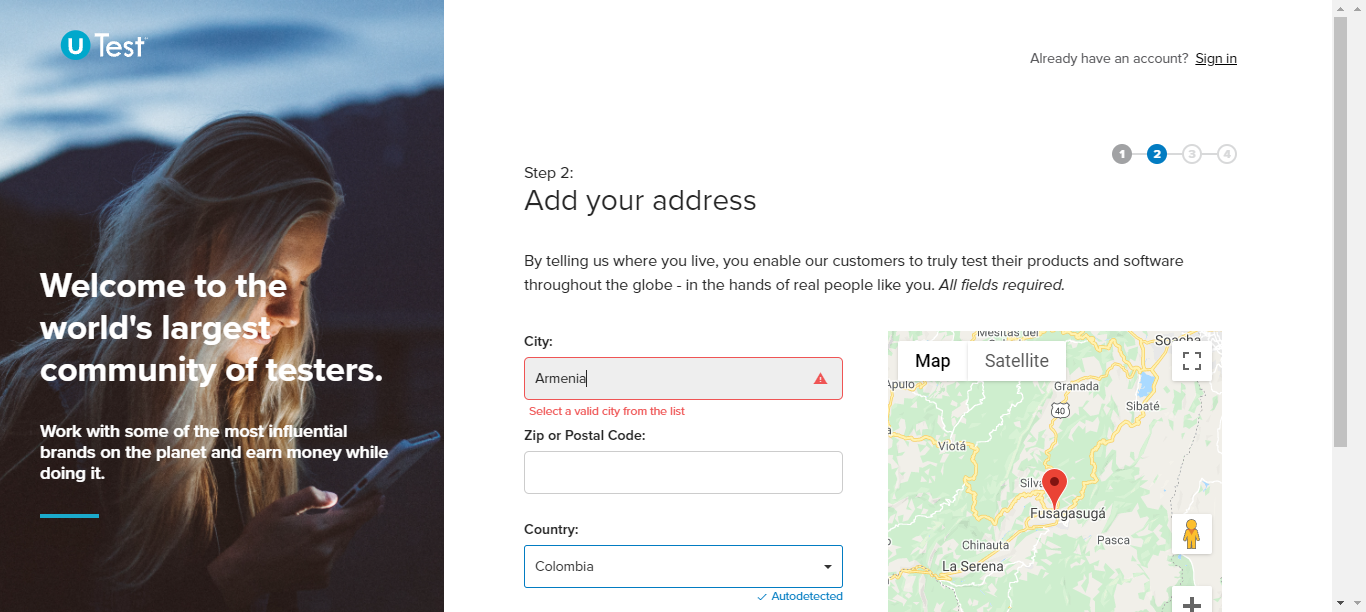 U Test
Already have an account? Sign in
1 2 3 4
Step 2:
Add your address
By telling us where you live, you enable our customers to truly test their products and software
throughout the globe - in the hands of real people like you. All fields required.
Welcome to the
world's largest
community of testers.
Work with some of the most influential
brands on the planet and earn money while
doing it.
City:
Armenia
Select a valid city from the list
Zip or Postal Code:
Country:
Colombia
Autodetected
Map Satellite
Soacha
Apulo
Granada
40
Sibaté
Viotá
Fusagasugá
Pasca
Chinauta
La Serena